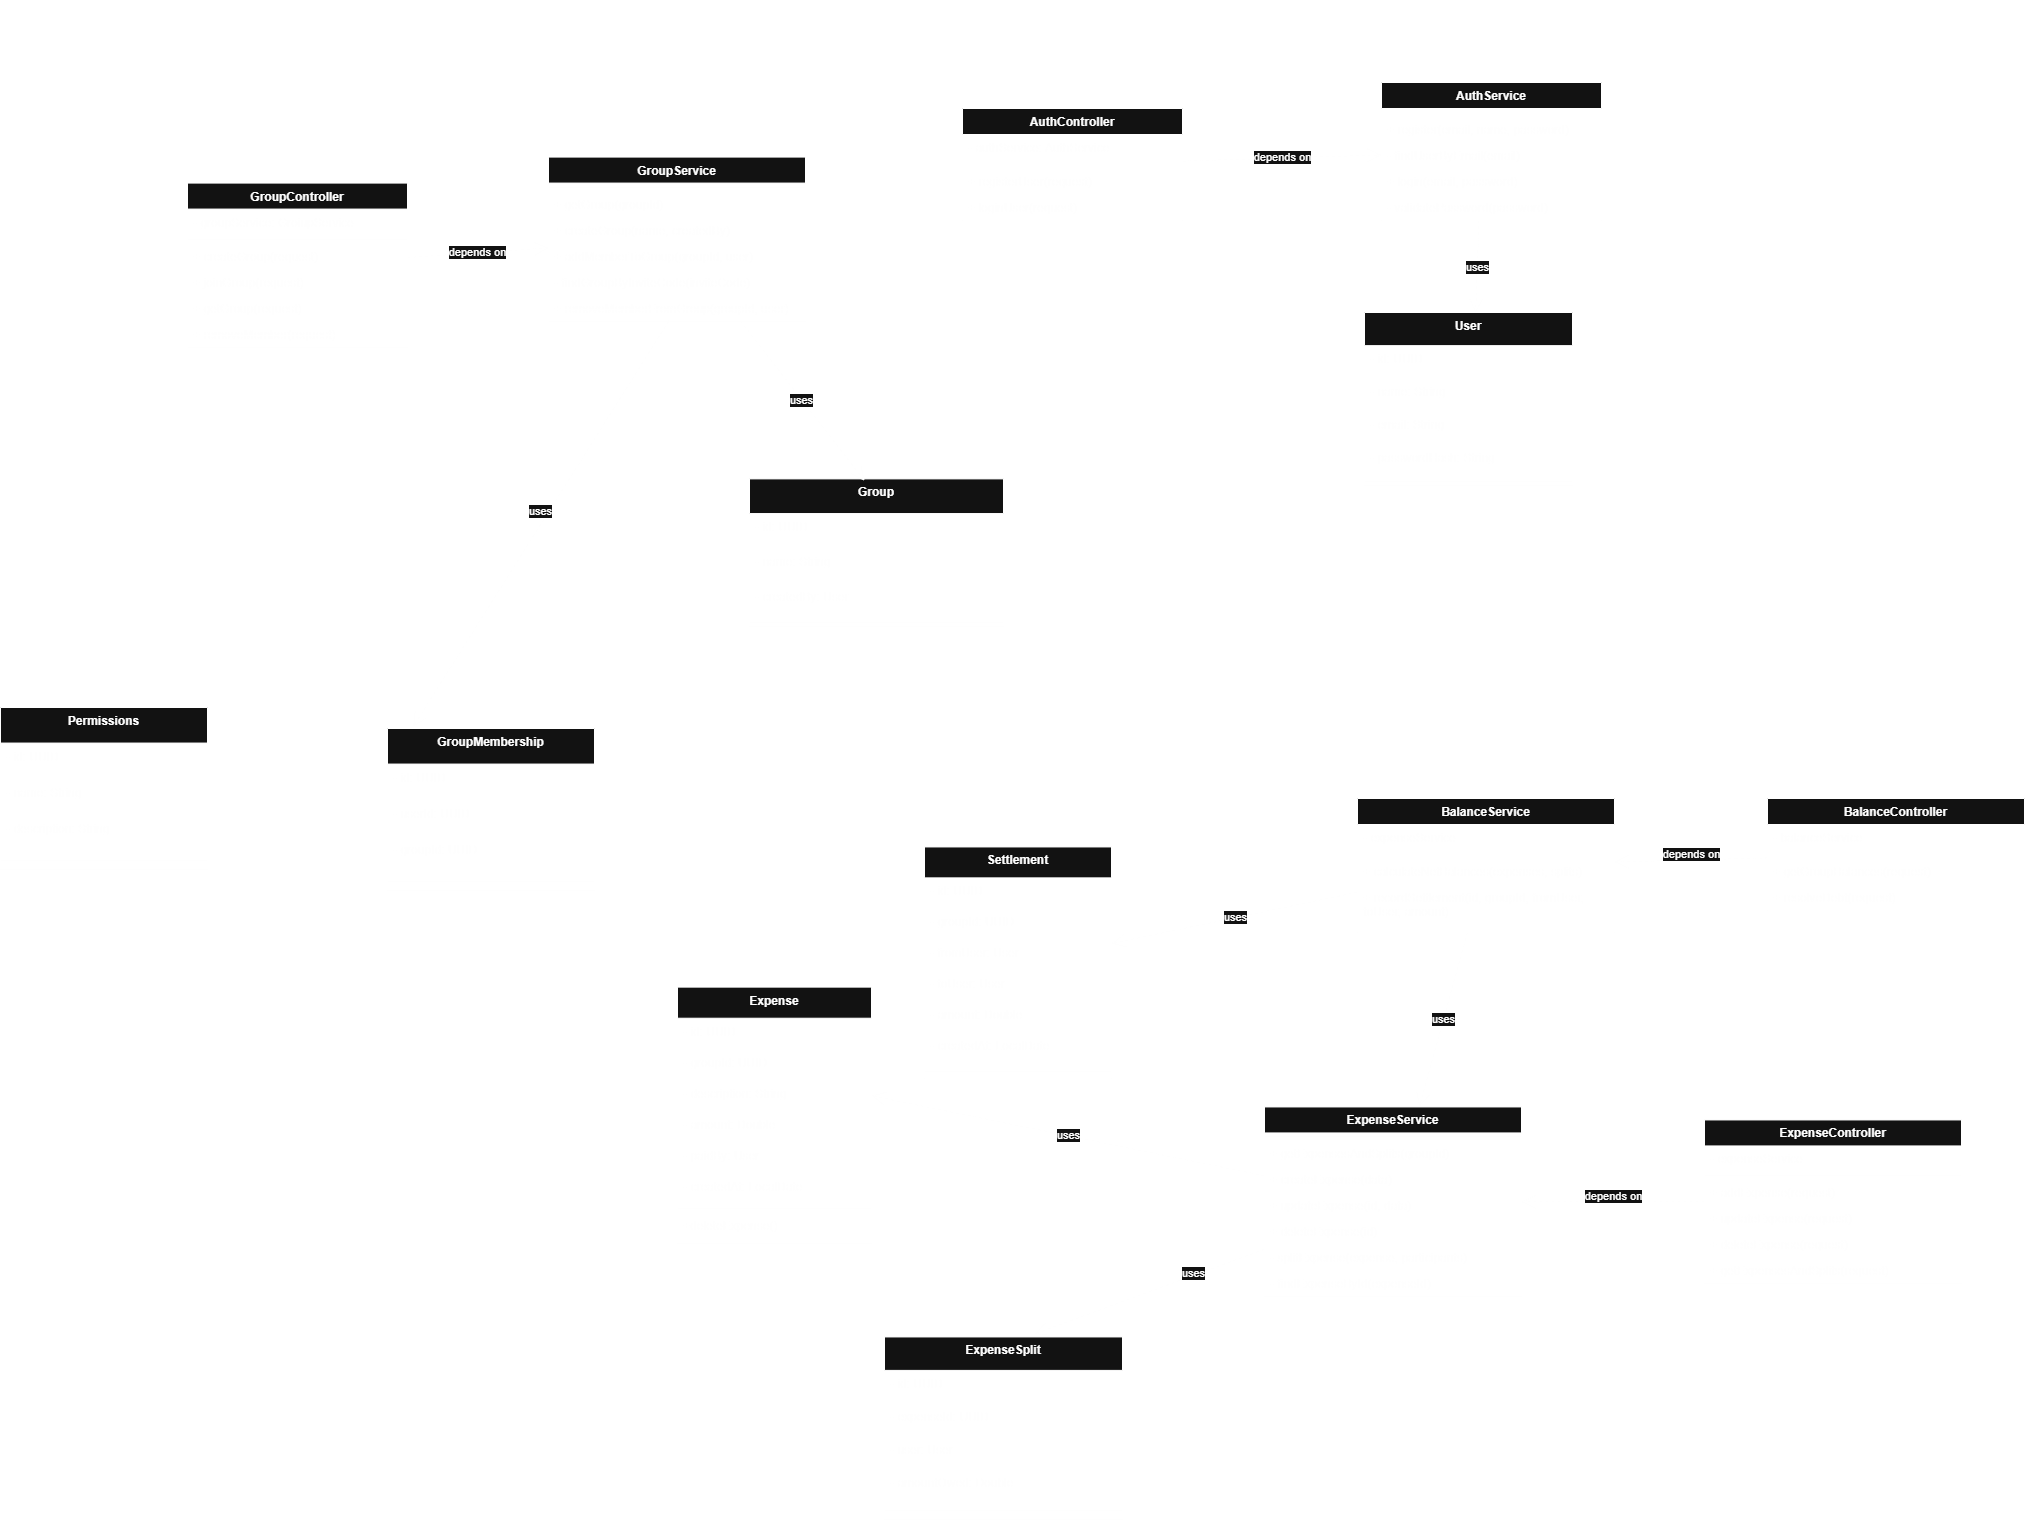 AuthService
AuthController
depends on
GroupService
GroupController
depends on
uses
User
uses
Group
uses
Permissions
GroupMembership
BalanceService
BalanceController
depends on
Settlement
uses
Expense
uses
ExpenseService
ExpenseController
uses
depends on
uses
ExpenseSplit